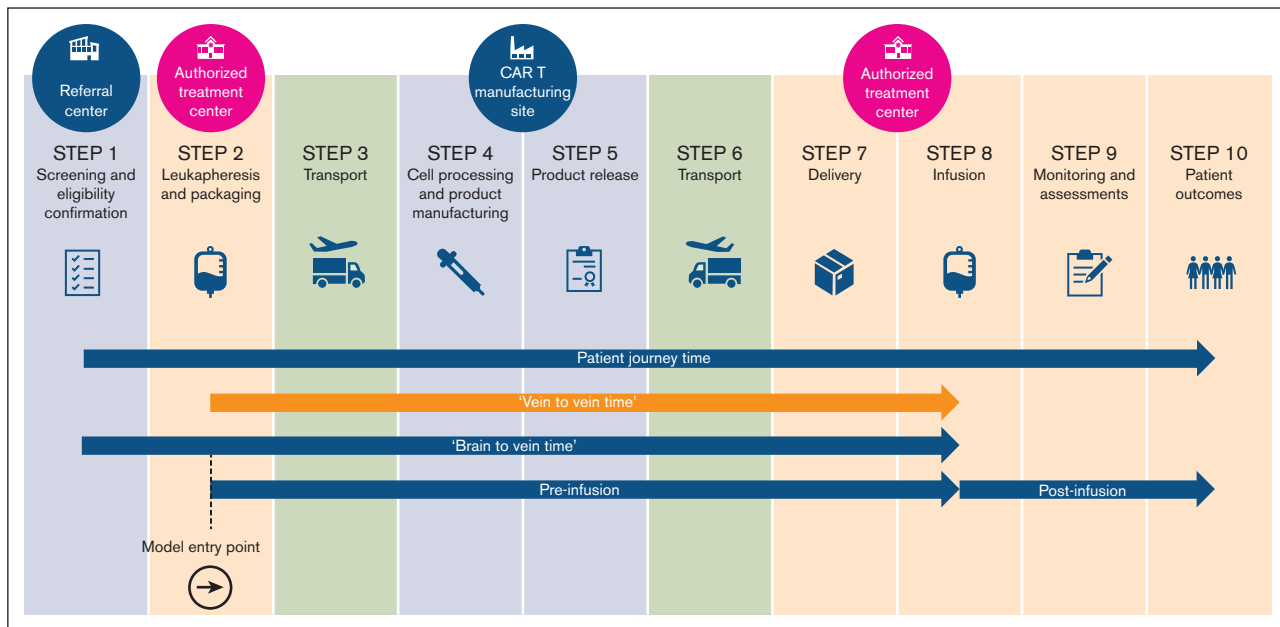 Referral
center
Authorized
treatment
center
CAR T
manufacturing
site
Authorized
treatment
center
STEP 1
Screening and
eligibility
confirmation
STEP 2
Leukapheresis
and packaging
STEP 3
Transport
STEP 4
Cell processing
and product
manufacturing
STEP 5
Product release
STEP 6
Transport
STEP 7
Delivery
STEP 8
Infusion
STEP 9
Monitoring and
assessments
STEP 10
Patient
outcomes
Patient journey time
‘Vein to vein time’
‘Brain to vein time’
Pre-infusion
Post-infusion
Model entry point